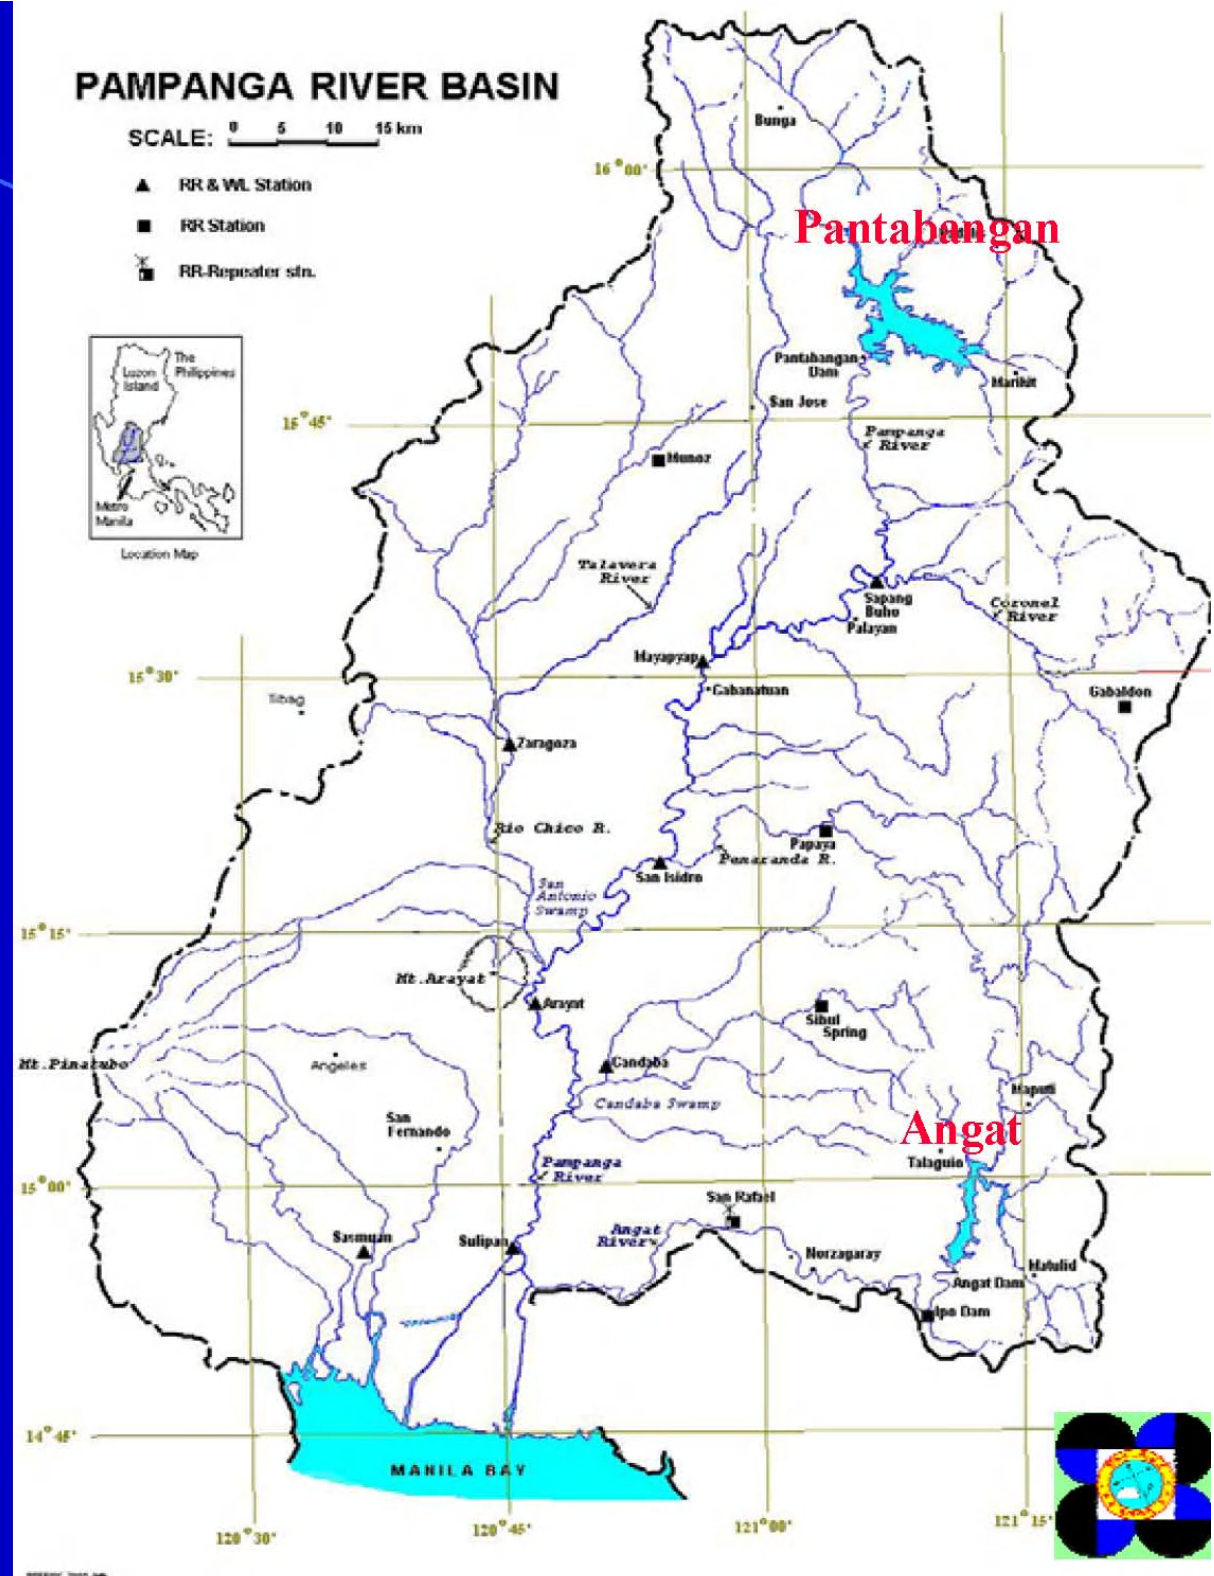 PAMPANGA RIVER BASIN
SCALE: 0 5 10 15 km
RR & WL Station
RR Station
RR-Repeater stn.
The
Philippines
Luzon
Island
Metro
Manila
Location Map
Bunga
16°00'
Pantabangan
Pantabangan
Dam
Marikit
San Jose
15°45'
Pampanga
River
Munoz
Talavera
River
Sapang
Buho
Palayan
Coronel
River
Mayapyap
15°30'
Cabanatuan
Gabaldon
Tibag
Zaragoza
Rio Chico R.
Papaya
Penaranda R.
San Isidro
San
Antonio
Swamp
15°15'
Mt. Arayat
Arayat
Sibul
Spring
Mt. Pinatubo
Angeles
Candaba
Candaba Swamp
Maputi
San
Fernando
Angat
Talaguio
Pampanga
River
15°00'
San Rafael
Sasmuan
Sulipan
Angat
River
Norzagaray
Matulid
Angat Dam
Ipo Dam
14°45'
MANILA BAY
120°30'
120°45'
121°00'
121°15'